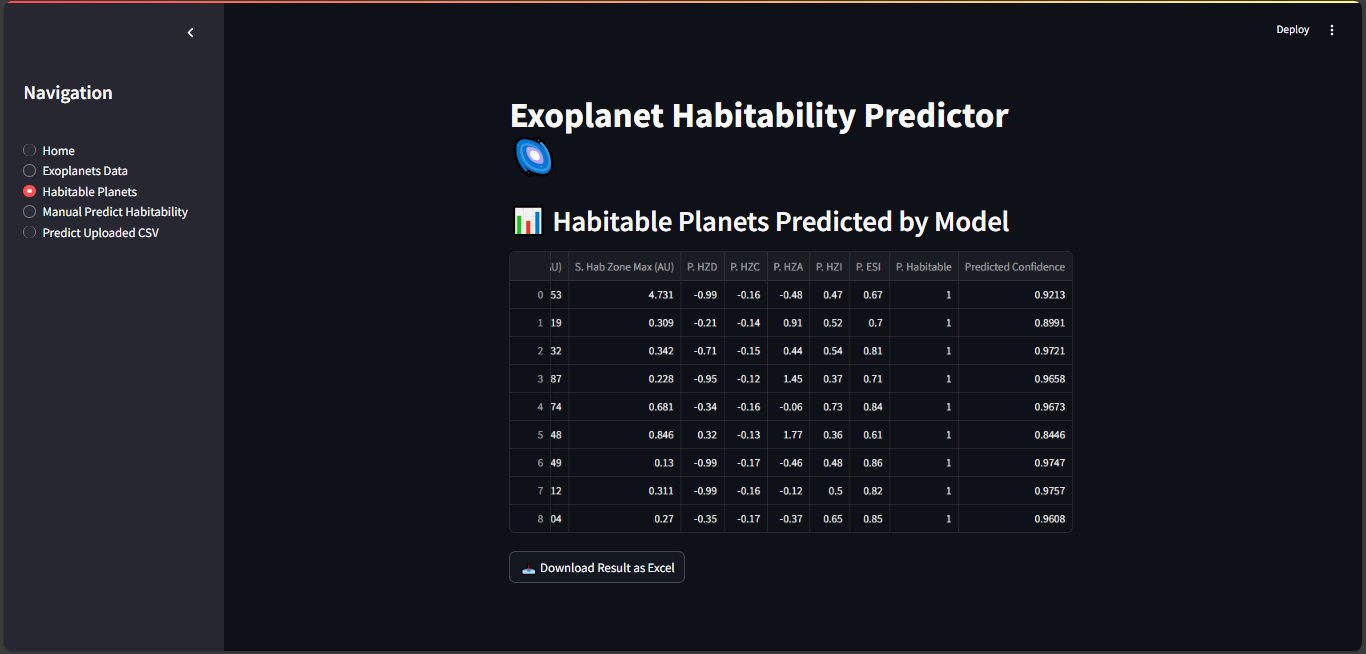 Deploy
Navigation
Home
Exoplanets Data
Habitable Planets
Manual Predict Habitability
Predict Uploaded CSV
Exoplanet Habitability Predictor
Habitable Planets Predicted by Model
AU) S. Hab Zone Max (AU) P. HZD P. HZC P. HZA P. HZI P. ESI P. Habitable Predicted Confidence
0 53 4.731 -0.99 -0.16 -0.48 0.47 0.67 1 0.9213
1 19 0.309 -0.21 -0.14 0.91 0.52 0.7 1 0.8991
2 32 0.342 -0.71 -0.15 0.44 0.54 0.81 1 0.9721
3 87 0.228 -0.95 -0.12 1.45 0.37 0.71 1 0.9658
4 74 0.681 -0.34 -0.16 -0.06 0.73 0.84 1 0.9673
5 48 0.846 0.32 -0.13 1.77 0.36 0.61 1 0.8446
6 49 0.13 -0.99 -0.17 -0.46 0.48 0.86 1 0.9747
7 12 0.311 -0.99 -0.16 -0.12 0.5 0.82 1 0.9757
8 04 0.27 -0.35 -0.17 -0.37 0.65 0.85 1 0.9608
Download Result as Excel